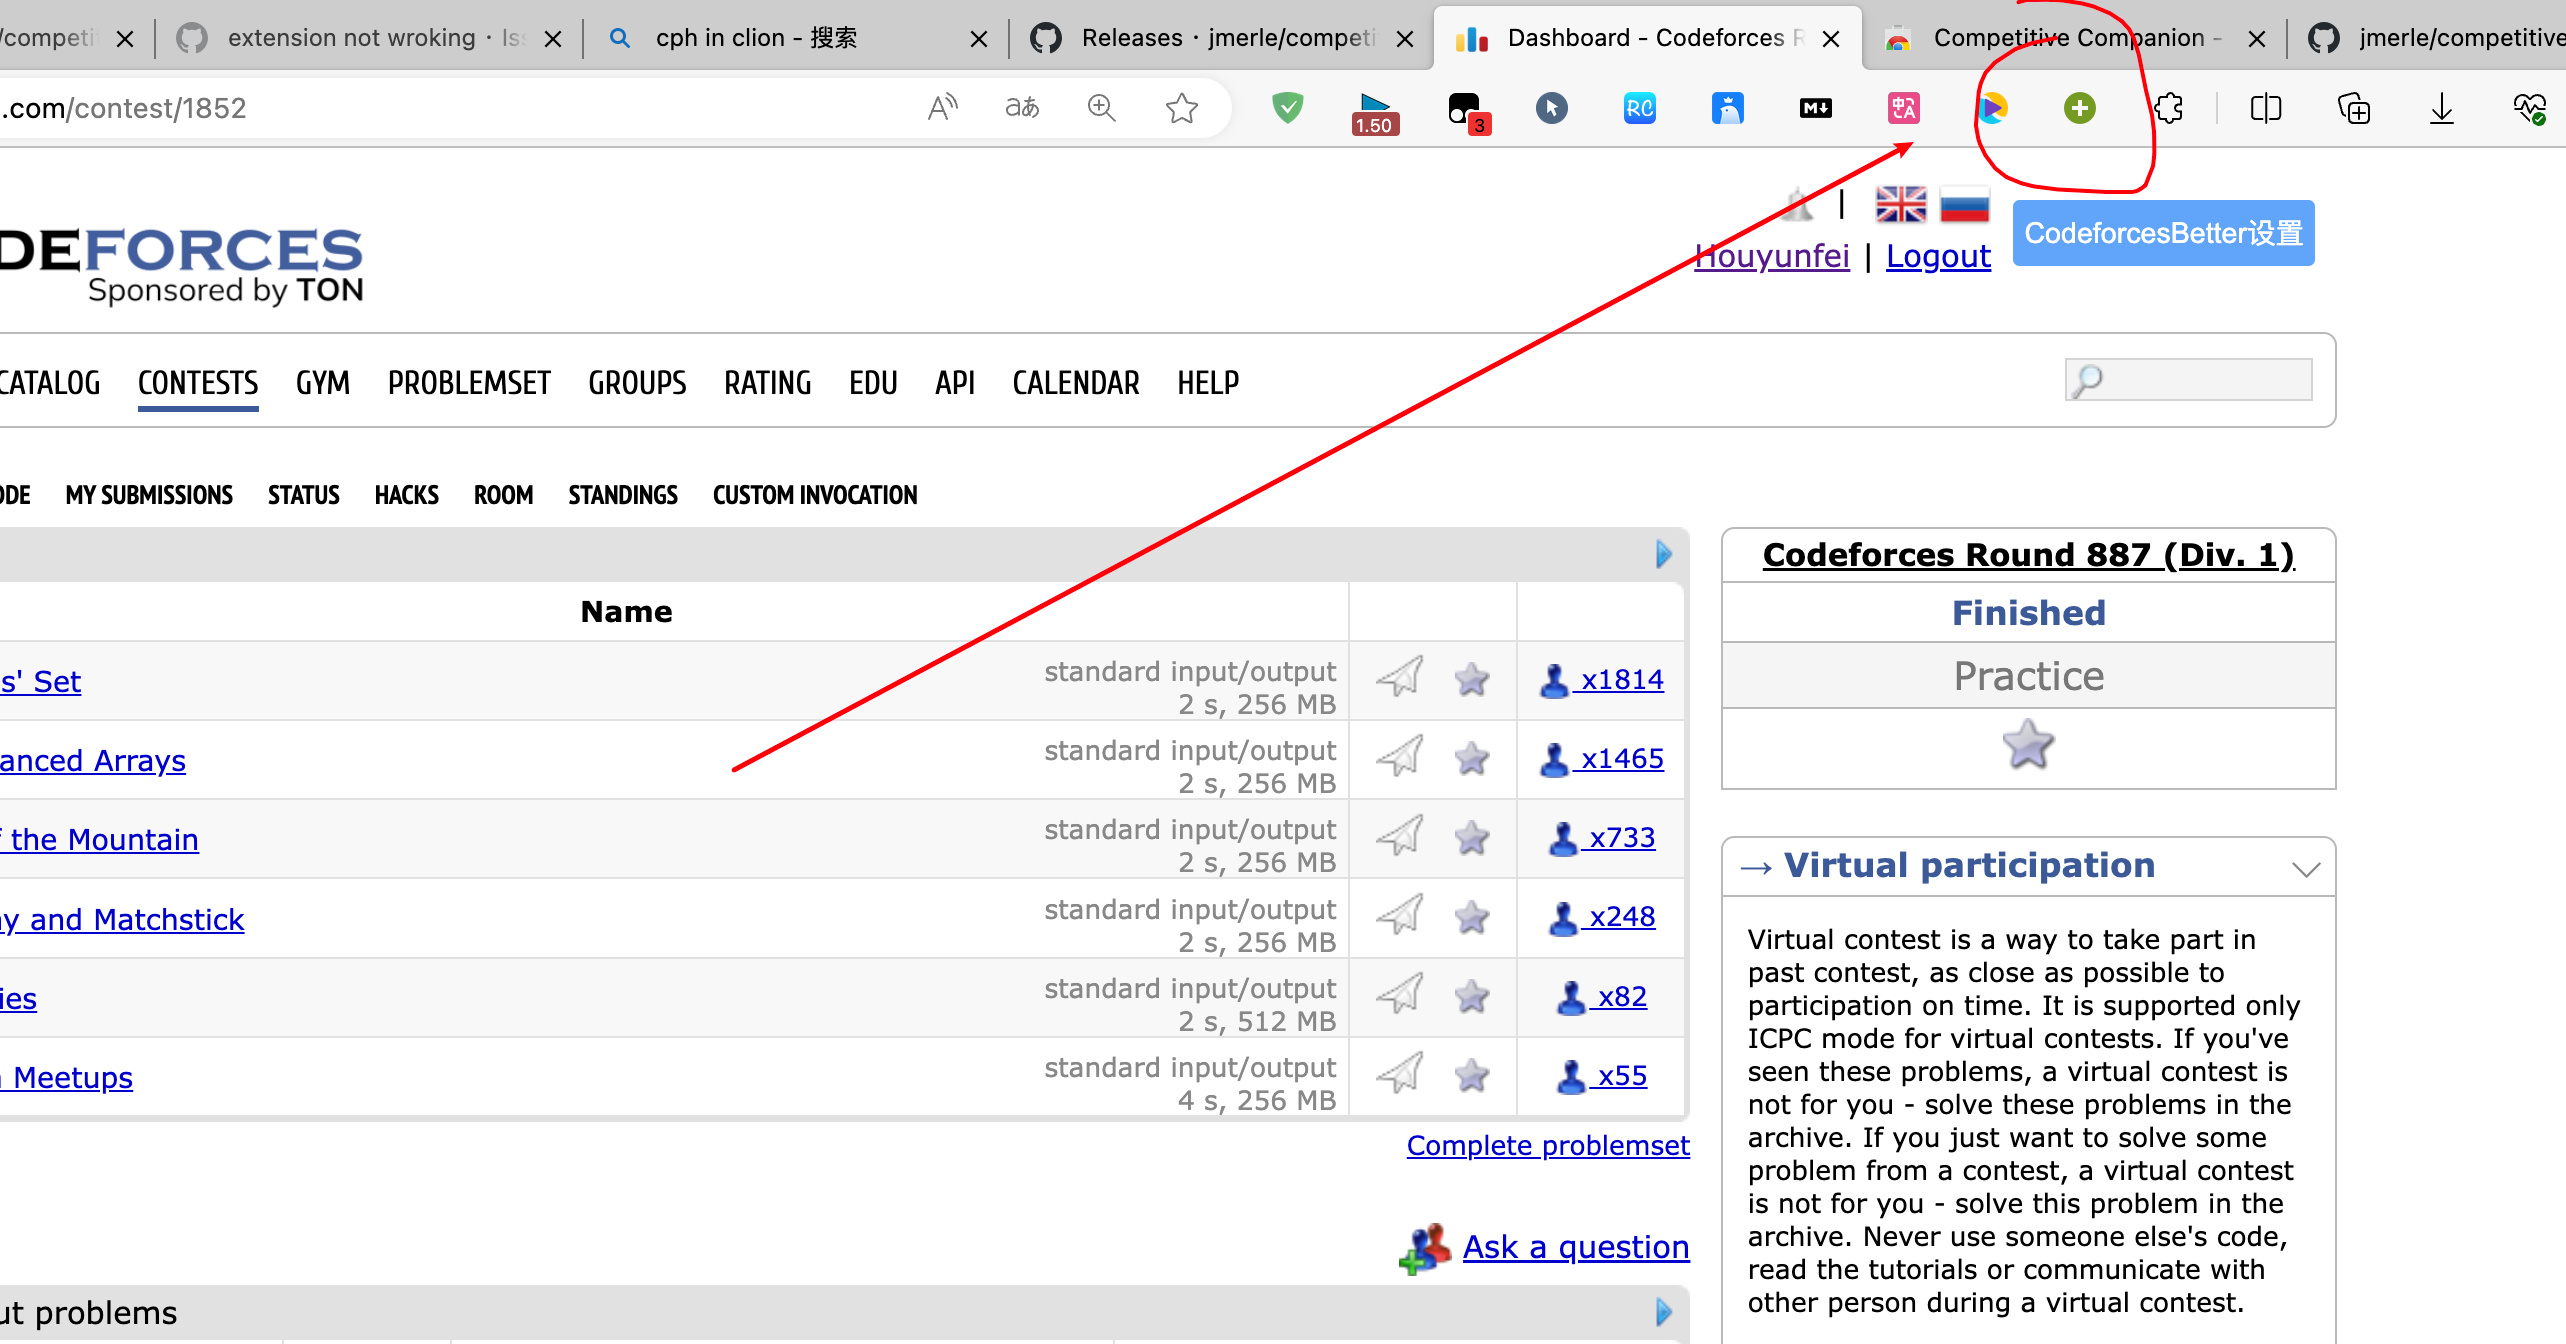 /competi
extension not wroking · Iss
cph in clion - 搜索
Releases · jmerle/competi
Dashboard - Codeforces R
Competitive Companion -
jmerle/competitive
.com/contest/1852
A
aあ
1.50
3
RC
M
中
A
DEFORCES
Sponsored by TON
|
Houyunfei | Logout
CodeforcesBetter设置
CATALOG CONTESTS GYM PROBLEMSET GROUPS RATING EDU API CALENDAR HELP
ODE MY SUBMISSIONS STATUS HACKS ROOM STANDINGS CUSTOM INVOCATION
Name
s' Set
standard input/output
2 s, 256 MB
x1814
anced Arrays
standard input/output
2 s, 256 MB
x1465
f the Mountain
standard input/output
2 s, 256 MB
x733
y and Matchstick
standard input/output
2 s, 256 MB
x248
ies
standard input/output
2 s, 512 MB
x82
Meetups
standard input/output
4 s, 256 MB
x55
Complete problemset
Ask a question
ut problems
Codeforces Round 887 (Div. 1)
Finished
Practice
→ Virtual participation
Virtual contest is a way to take part in
past contest, as close as possible to
participation on time. It is supported only
ICPC mode for virtual contests. If you've
seen these problems, a virtual contest is
not for you - solve these problems in the
archive. If you just want to solve some
problem from a contest, a virtual contest
is not for you - solve this problem in the
archive. Never use someone else's code,
read the tutorials or communicate with
other person during a virtual contest.